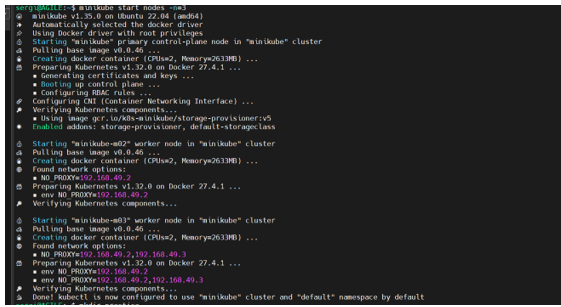 sergi@AGILE:~$ minikube start nodes -n=3
minikube v1.35.0 on Ubuntu 22.04 (amd64)
Automatically selected the docker driver
Using Docker driver with root privileges
Starting "minikube" primary control-plane node in "minikube" cluster
Pulling base image v0.0.46 ...
Creating docker container (CPUs=2, Memory=2633MB) ...
Preparing Kubernetes v1.32.0 on Docker 27.4.1 ...
▪ Generating certificates and keys ...
▪ Booting up control plane ...
▪ Configuring RBAC rules ...
Configuring CNI (Container Networking Interface) ...
Verifying Kubernetes components...
▪ Using image gcr.io/k8s-minikube/storage-provisioner:v5
Enabled addons: storage-provisioner, default-storageclass
Starting "minikube-m02" worker node in "minikube" cluster
Pulling base image v0.0.46 ...
Creating docker container (CPUs=2, Memory=2633MB) ...
Found network options:
▪ NO_PROXY=192.168.49.2
Preparing Kubernetes v1.32.0 on Docker 27.4.1 ...
▪ env NO_PROXY=192.168.49.2
Verifying Kubernetes components...
Starting "minikube-m03" worker node in "minikube" cluster
Pulling base image v0.0.46 ...
Creating docker container (CPUs=2, Memory=2633MB) ...
Found network options:
▪ NO_PROXY=192.168.49.2,192.168.49.3
Preparing Kubernetes v1.32.0 on Docker 27.4.1 ...
▪ env NO_PROXY=192.168.49.2
▪ env NO_PROXY=192.168.49.2,192.168.49.3
Verifying Kubernetes components...
Done! kubectl is now configured to use "minikube" cluster and "default" namespace by default